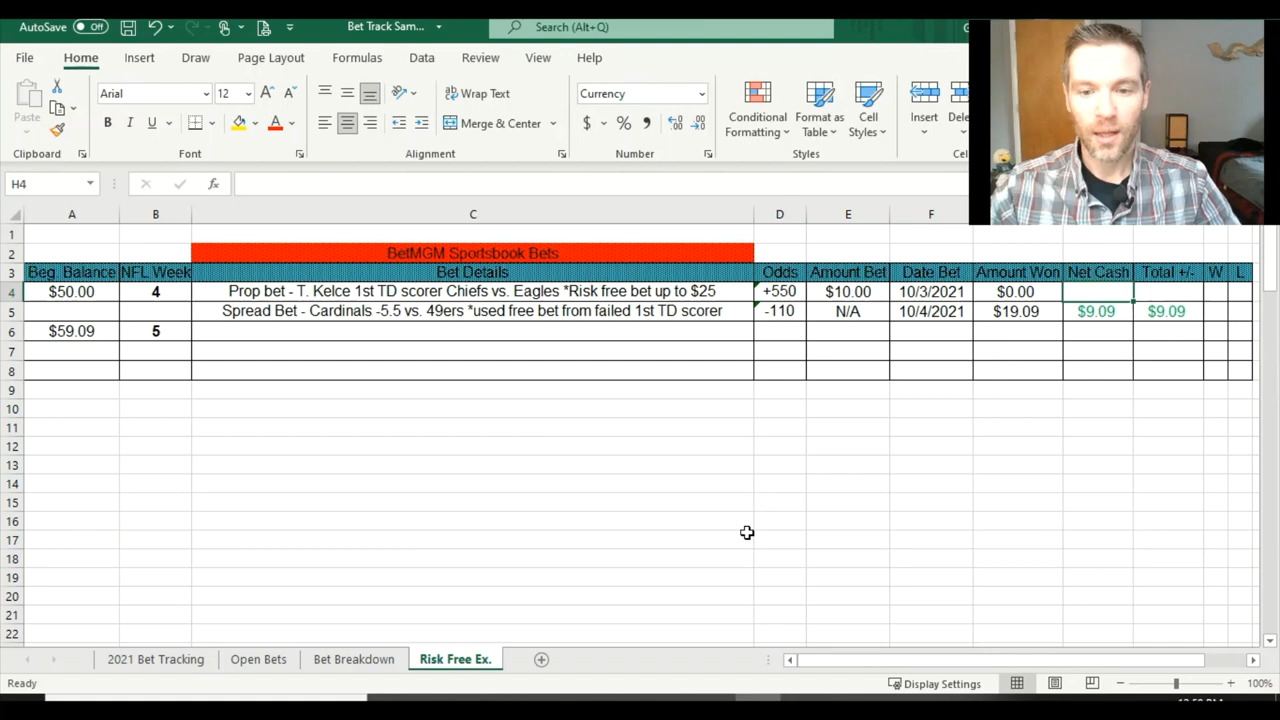 AutoSave Off Bet Track Sam... Search (Alt+Q)
File Home Insert Draw Page Layout Formulas Data Review View Help
Paste Arial 12 Wrap Text Currency Conditional Formatting Format as Table Cell Styles Insert
B I U Merge & Center $ %
Clipboard Font Alignment Number Styles
H4 fx
A B C D E F
1
2 BetMGM Sportsbook Bets
3 Beg. Balance NFL Week Bet Details Odds Amount Bet Date Bet Amount Won Net Cash Total +/- W L
4 $50.00 4 Prop bet - T. Kelce 1st TD scorer Chiefs vs. Eagles *Risk free bet up to $25 +550 $10.00 10/3/2021 $0.00
5 Spread Bet - Cardinals -5.5 vs. 49ers *used free bet from failed 1st TD scorer -110 N/A 10/4/2021 $19.09 $9.09 $9.09
6 $59.09 5
7
8
9
10
11
12
13
14
15
16
17
18
19
20
21
22
2021 Bet Tracking Open Bets Bet Breakdown Risk Free Ex.
Ready Display Settings 100%